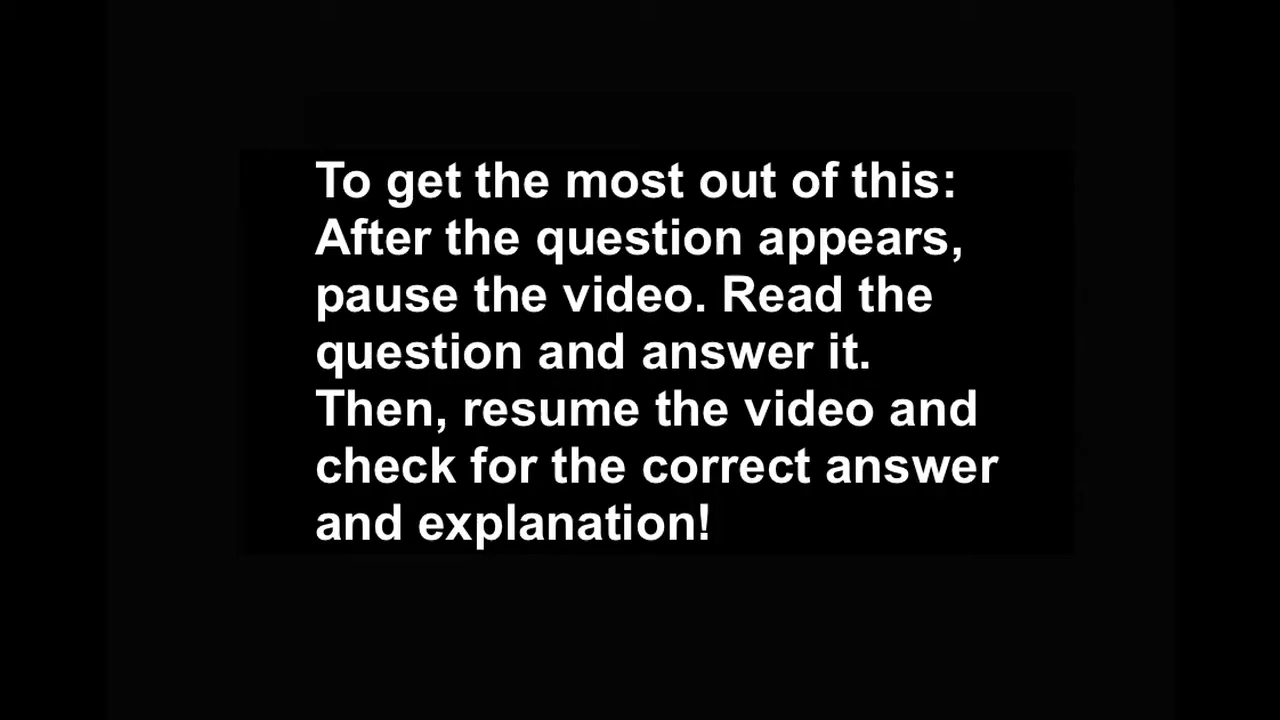 To get the most out of this:
After the question appears,
pause the video. Read the
question and answer it.
Then, resume the video and
check for the correct answer
and explanation!